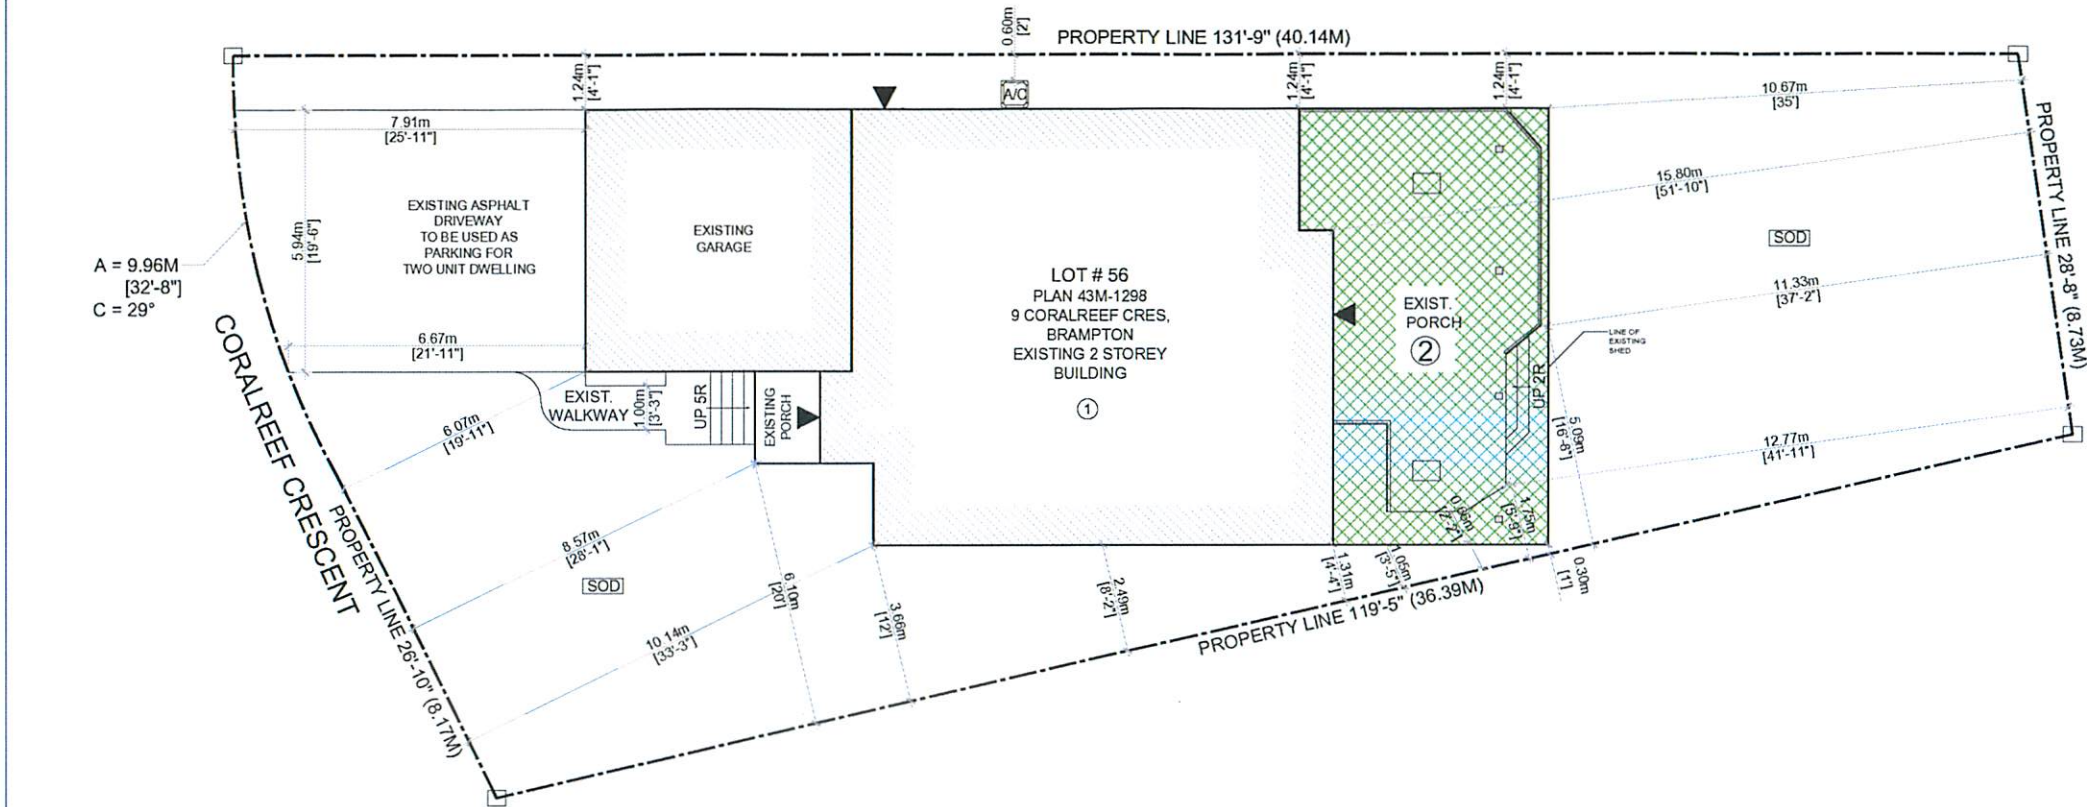 0.60m
[2']
PROPERTY LINE 131'-9" (40.14M)
1.24m
[4'-1"]
A/C
1.24m
[4'-1"]
1.24m
[4'-1"]
10.67m
[35']
7.91m
[25'-11"]
PROPERTY LINE 28'-8" (8.73M)
15.80m
[51'-10"]
EXISTING ASPHALT
DRIVEWAY
TO BE USED AS
PARKING FOR
TWO UNIT DWELLING
5.94m
[19'-6"]
EXISTING
GARAGE
SOD
A = 9.96M
[32'-8"]
C = 29°
LOT # 56
PLAN 43M-1298
9 CORALREEF CRES,
BRAMPTON
EXISTING 2 STOREY
BUILDING
1
EXIST.
PORCH
2
11.33m
[37'-2"]
LINE OF
EXISTING
SHED
6.67m
[21'-11"]
CORALREEF CRESCENT
EXIST.
WALKWAY
1.00m
[3'-3"]
UP 5R
EXISTING
PORCH
UP 2R
6.07m
[19'-11"]
5.09m
[16'-8"]
12.77m
[41'-11"]
0.66m
[2'-2"]
1.75m
[5'-9"]
PROPERTY LINE 26'-10" (8.17M)
8.57m
[28'-1"]
SOD
6.10m
[20']
3.66m
[12']
2.49m
[8'-2"]
1.31m
[4'-4"]
1.05m
[3'-5"]
0.30m
[1']
10.14m
[33'-3"]
PROPERTY LINE 119'-5" (36.39M)